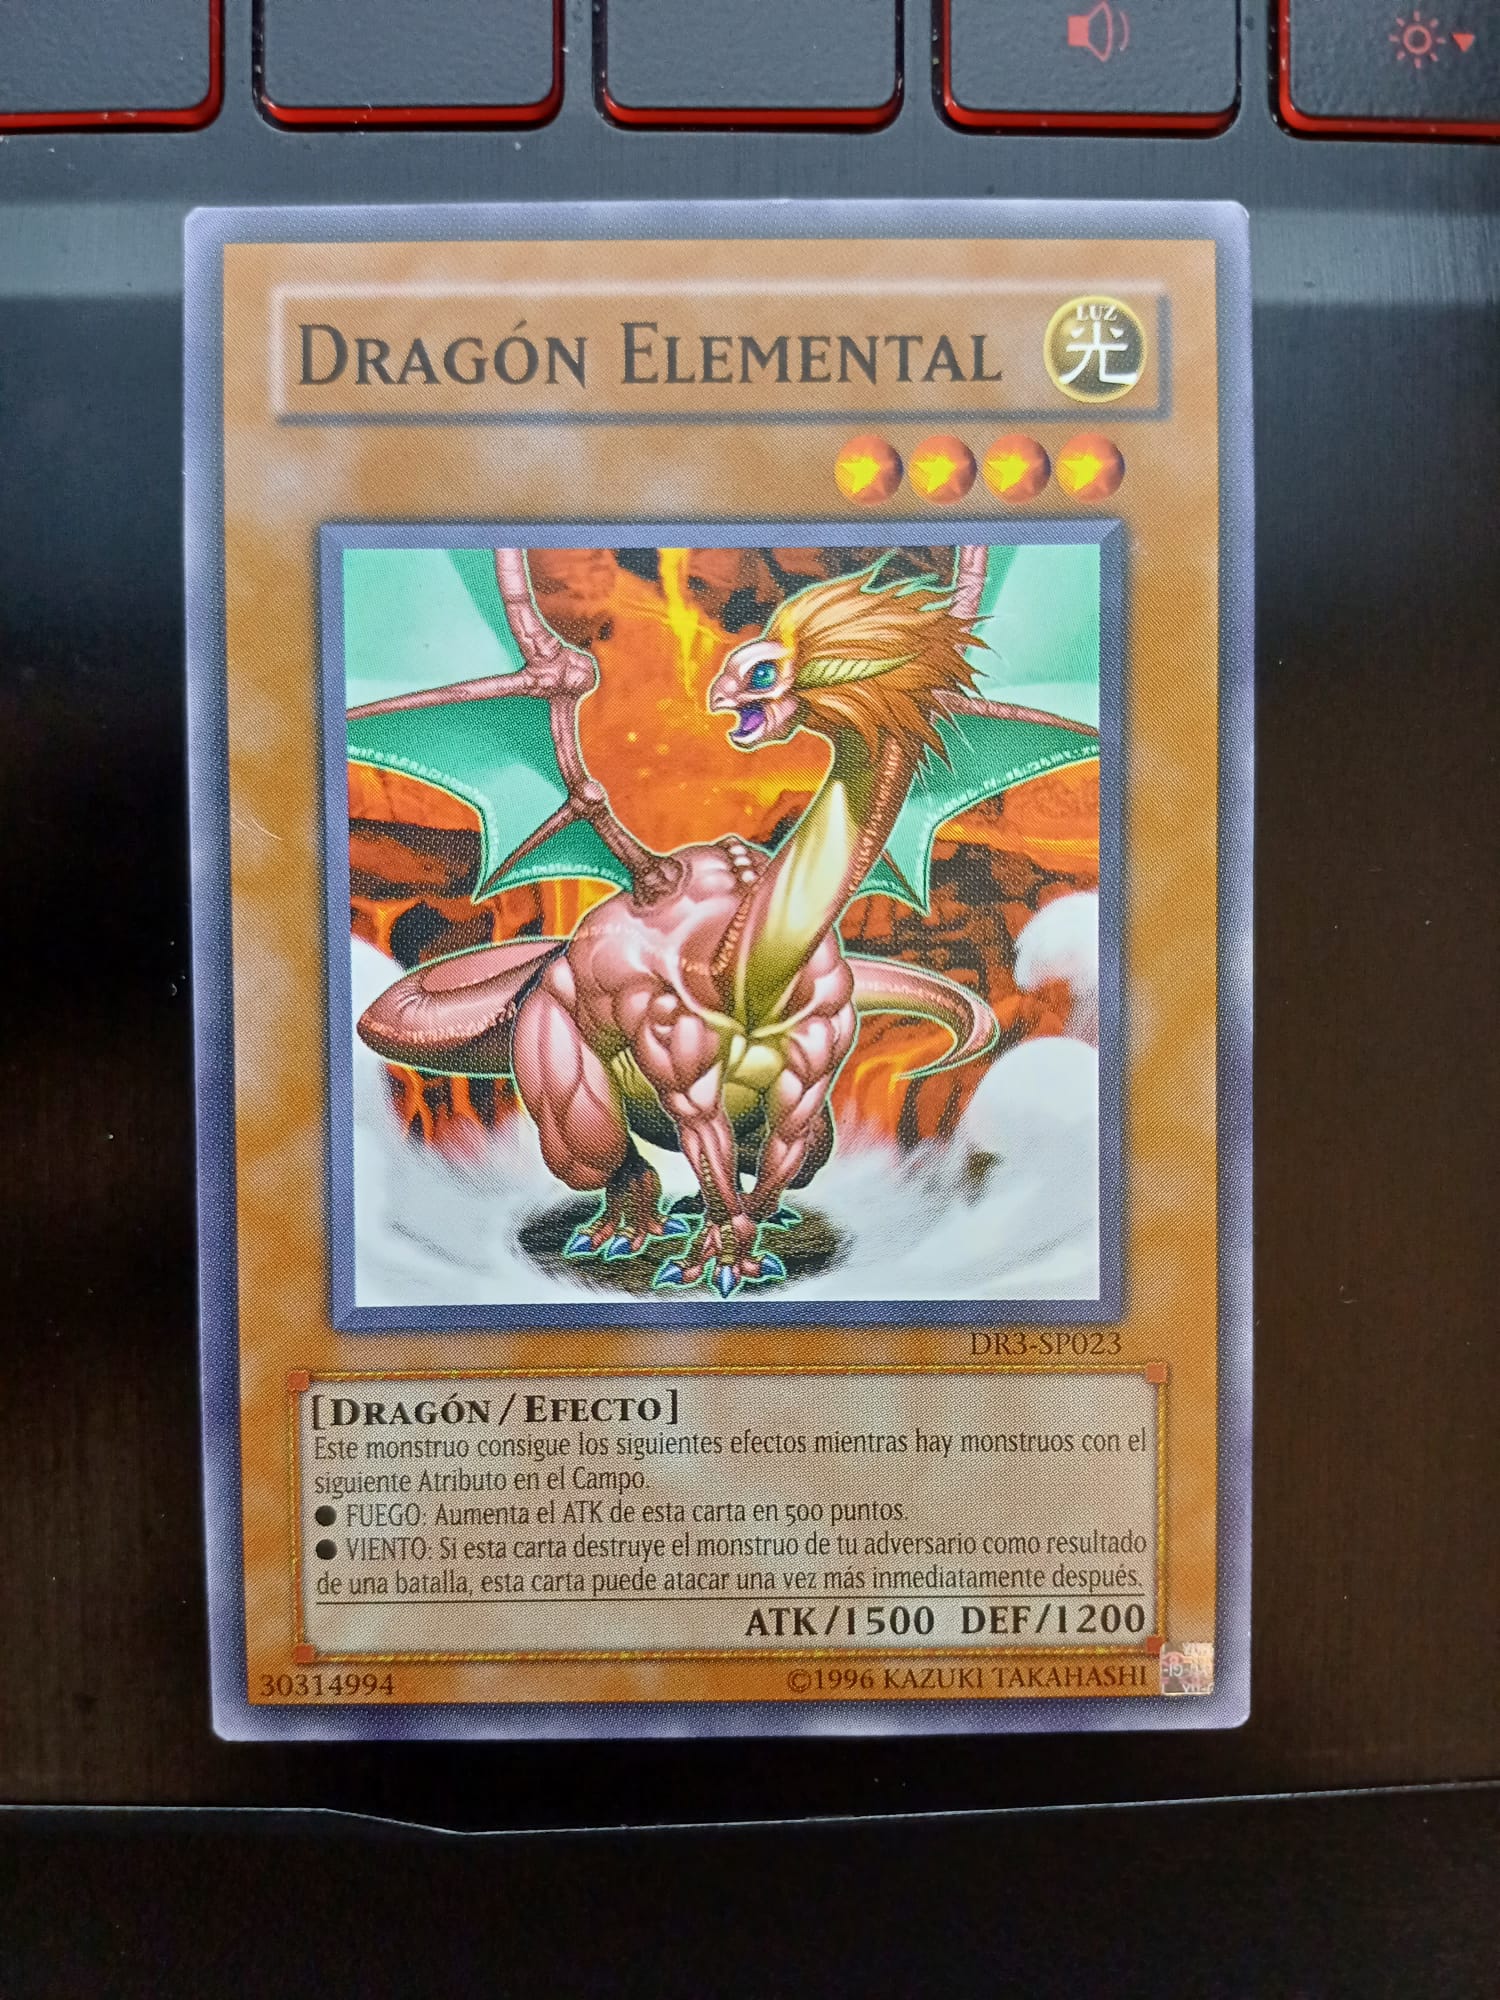 DRAGÓN ELEMENTAL
LUZ
光
DR3-SP023
[DRAGÓN/EFECTO]
Este monstruo consigue los siguientes efectos mientras hay monstruos con el
siguiente Atributo en el Campo.
● FUEGO: Aumenta el ATK de esta carta en 500 puntos.
● VIENTO: Si esta carta destruye el monstruo de tu adversario como resultado
de una batalla, esta carta puede atacar una vez más inmediatamente después.
ATK/1500 DEF/1200
30314994
©1996 KAZUKI TAKAHASHI